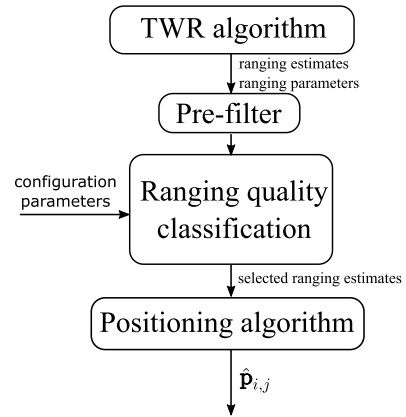 TWR algorithm
ranging estimates
ranging parameters
Pre-filter
configuration
parameters
Ranging quality
classification
selected ranging estimates
Positioning algorithm
p̂_{i,j}